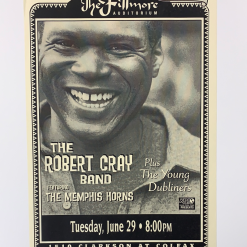 The Fillmore
AUDITORIUM
THE
ROBERT CRAY
BAND
FEATURING
THE MEMPHIS HORNS
Plus
The Young
Dubliners
Tuesday, June 29 • 8:00PM
1510 CLARKSON AT COLFAX